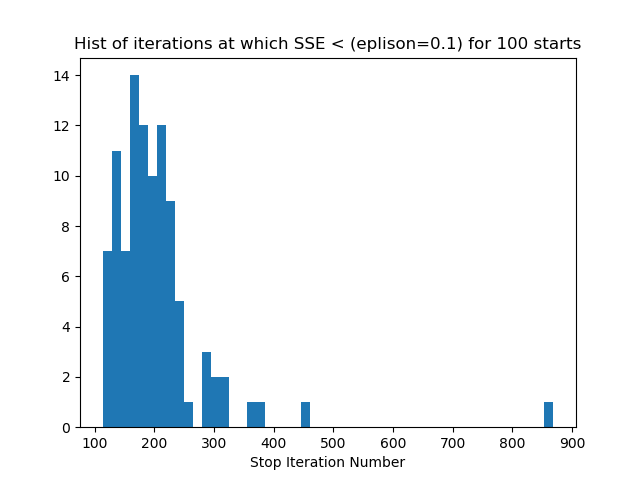 Hist of iterations at which SSE < (eplison=0.1) for 100 starts
14
12
10
8
6
4
2
0
100 200 300 400 500 600 700 800 900
Stop Iteration Number